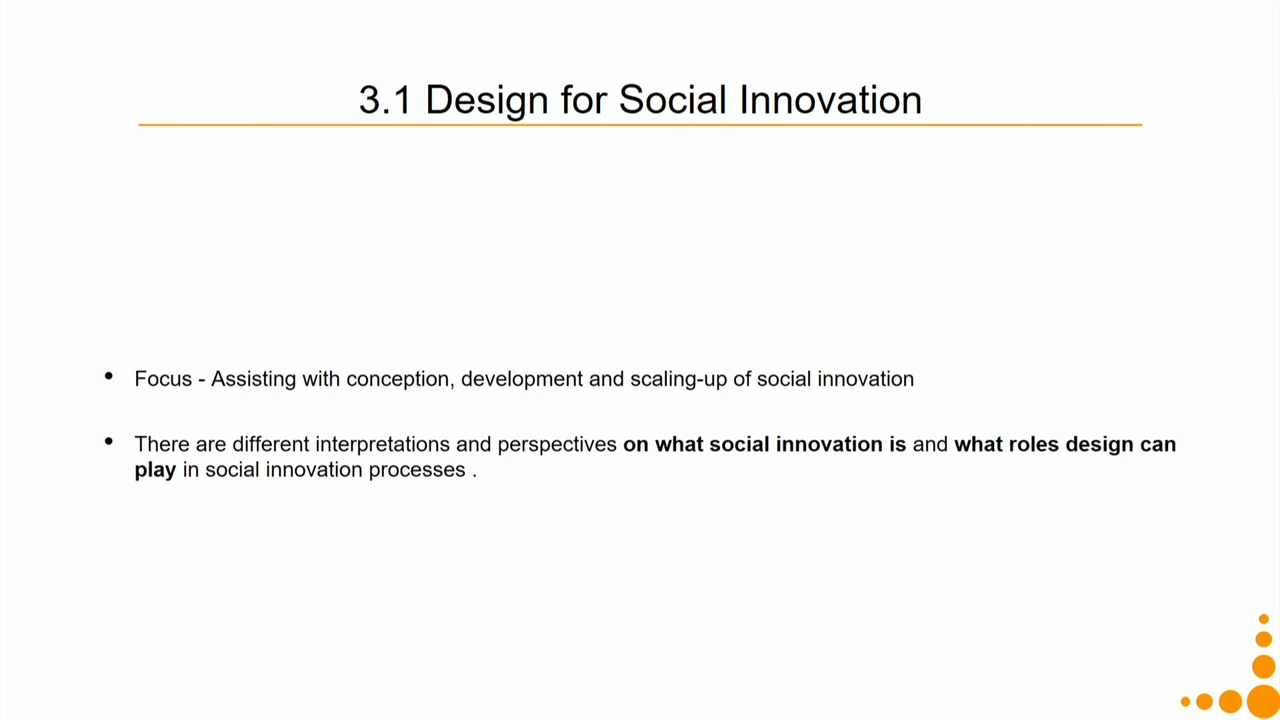 3.1 Design for Social Innovation
• Focus - Assisting with conception, development and scaling-up of social innovation
• There are different interpretations and perspectives on what social innovation is and what roles design can
play in social innovation processes .